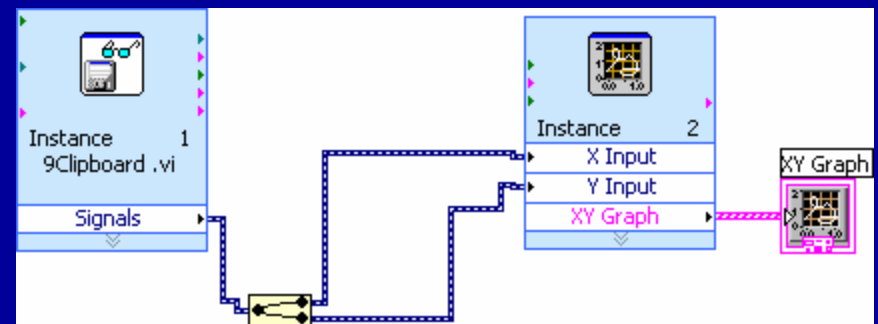 Instance 1
9Clipboard .vi
Signals
Instance 2
X Input
Y Input
XY Graph
XY Graph